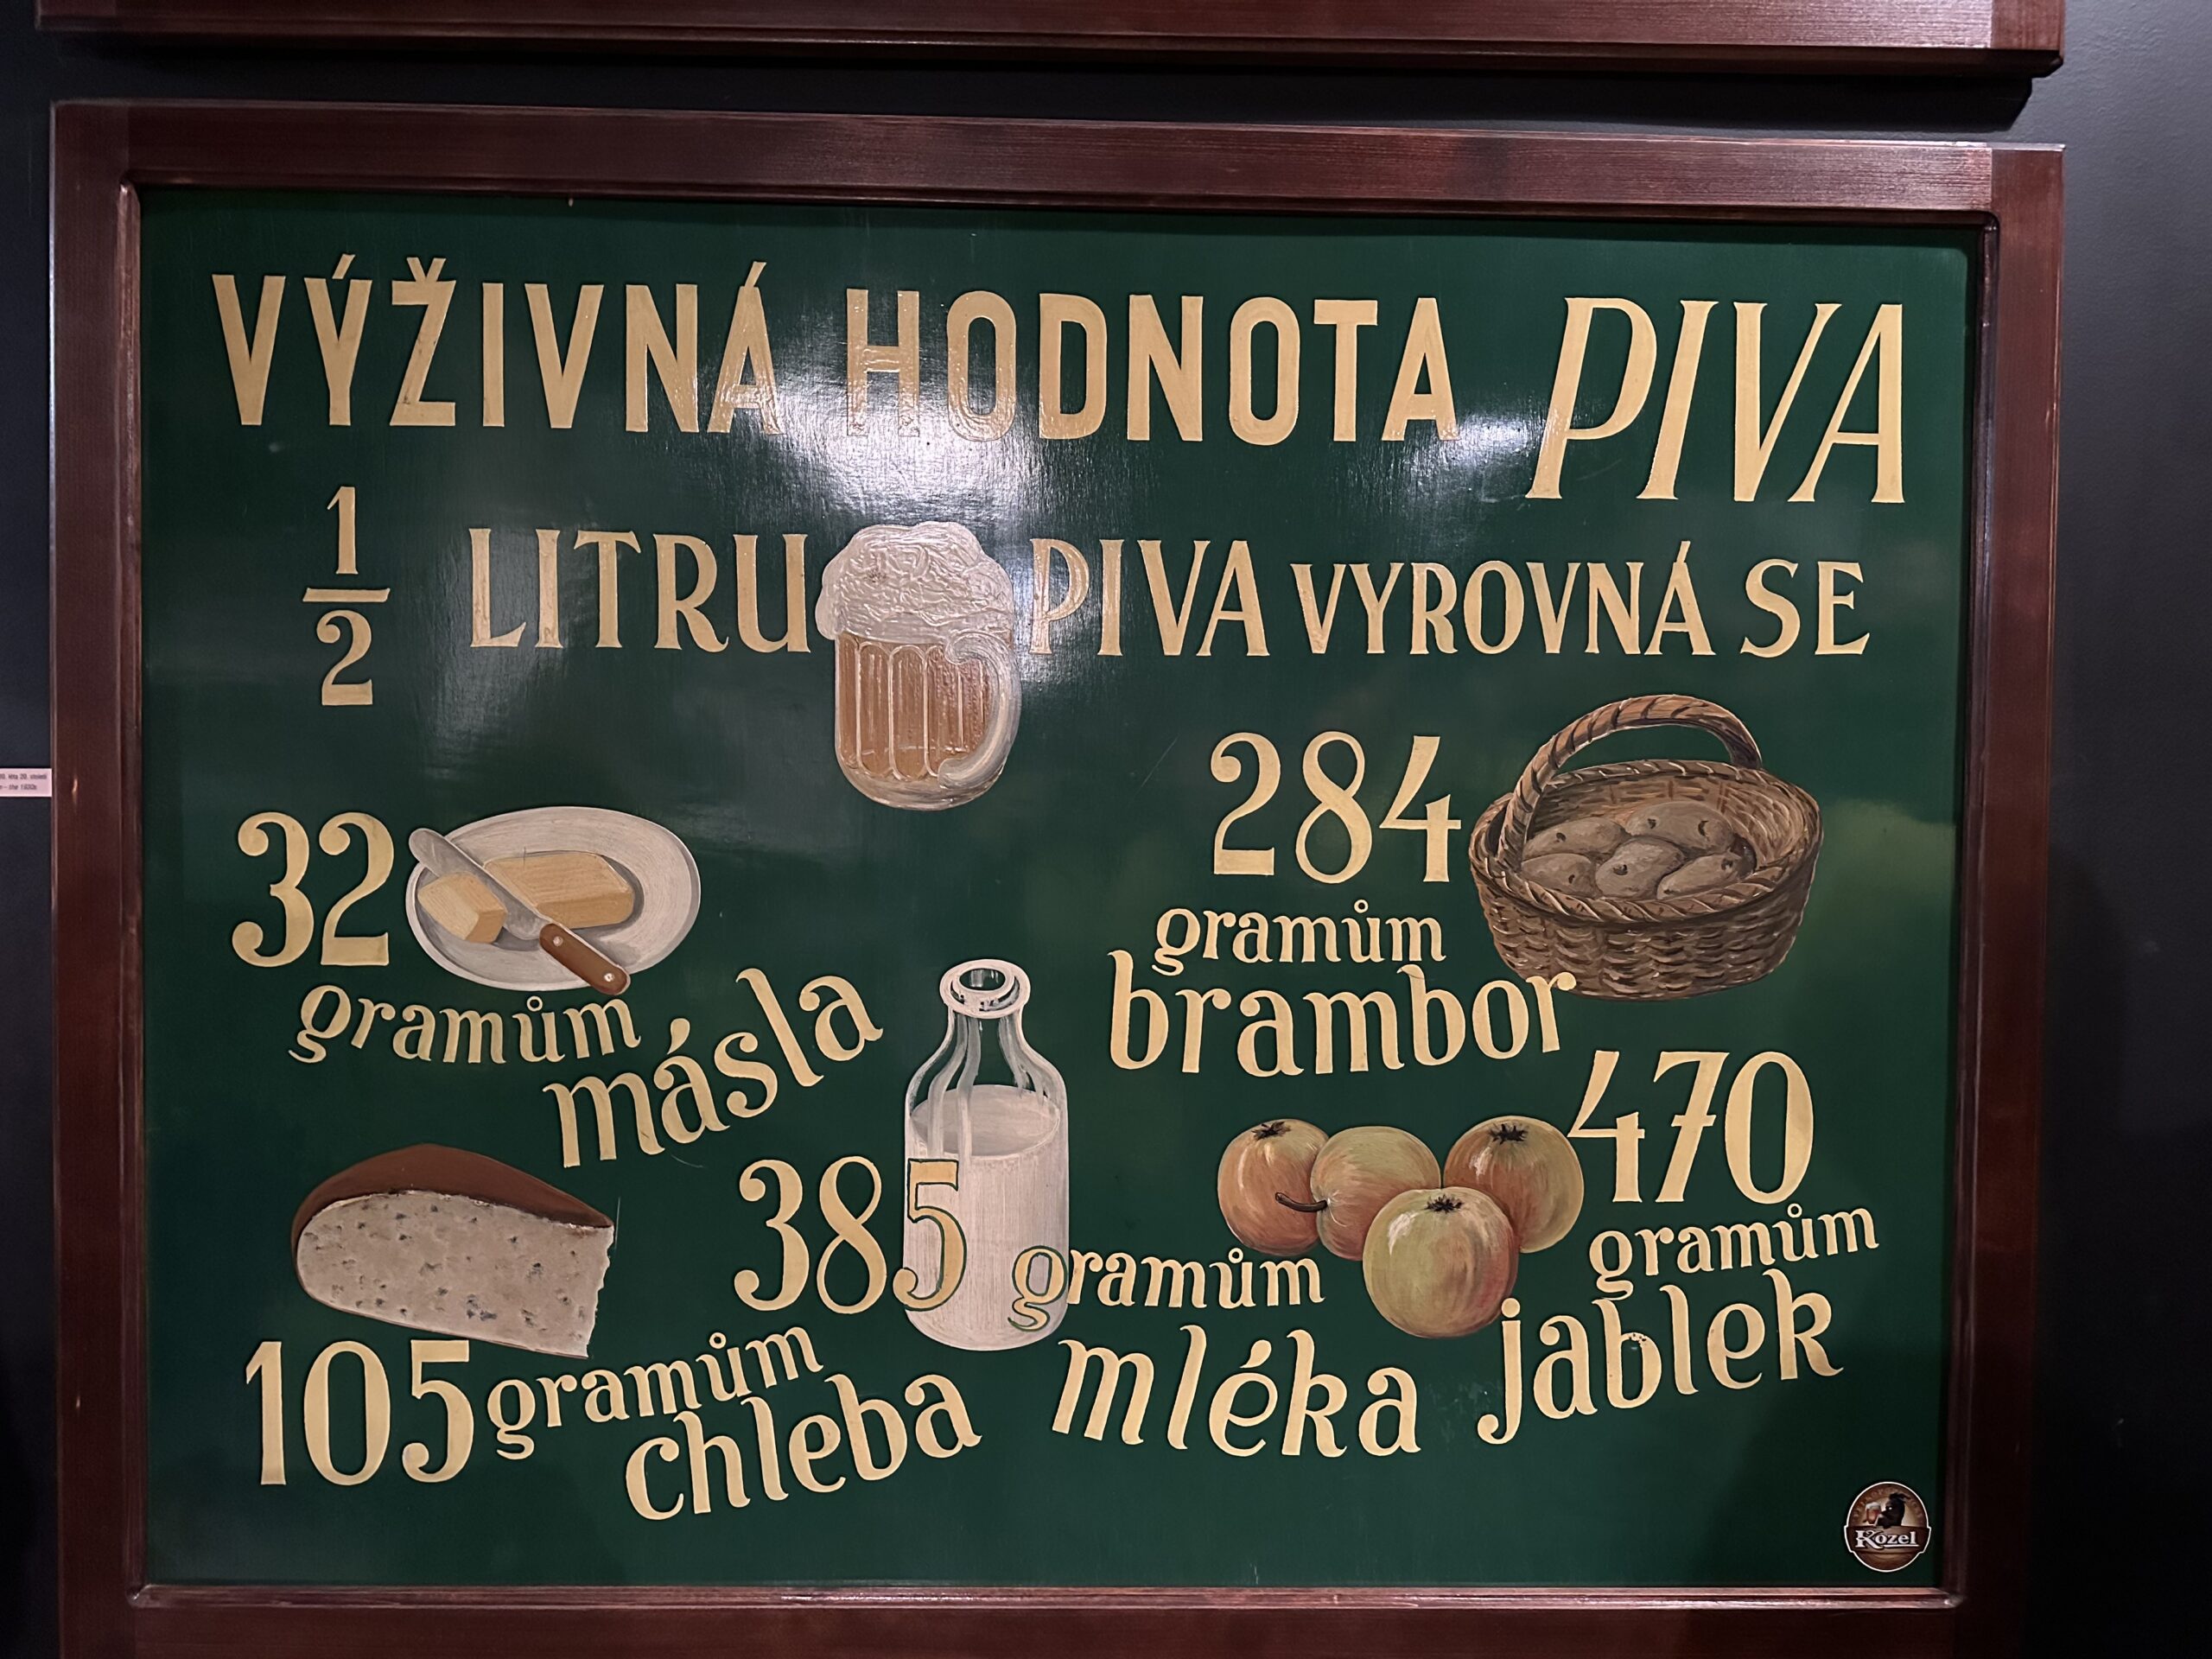 VÝŽIVNÁ HODNOTA PIVA
1/2 LITRU PIVA VYROVNÁ SE
32
gramům
másla
284
gramům
brambor
105 gramům
chleba
385 gramům
mléka
470
gramům
jablek
Kozel